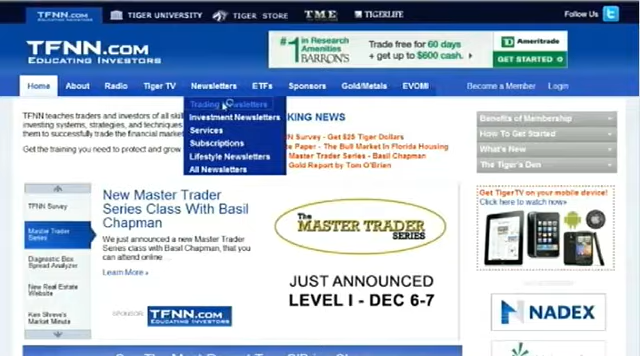 TFNN.COM
EDUCATING INVESTORS
TIGER UNIVERSITY
TIGER STORE
TME
TIGERLIFE
Follow Us
TFNN.COM
EDUCATING INVESTORS
#1 in Research
Amenities
BARRON'S
Trade free for 60 days
+ get up to $600 cash.
TD Ameritrade
GET STARTED
Home
About
Radio
Tiger TV
Newsletters
ETFs
Sponsors
Gold/Metals
EVOMI
Become a Member
Login
Trading Newsletters
Investment Newsletters
Services
Subscriptions
Lifestyle Newsletters
All Newsletters
TFNN teaches traders and investors of all
investing systems, strategies, and techniques
them to successfully trade the financial
Get the training you need to protect and
KING NEWS
Survey - Get $25 Tiger Dollars
Paper - The Bull Market In Florida Housing
Master Trader Series - Basil Chapman
Gold Report by Tom O'Brien
Benefits of Membership
How To Get Started
What's New
The Tiger's Den
TFNN Survey
Master Trader
Series
Diagnostic Box
Spread Analyzer
New Real Estate
Website
Ken Shreve's
Market Minute
New Master Trader
Series Class With Basil
Chapman
We just announced a new Master Trader
Series class with Basil Chapman, that you
can attend online ...
Learn More
SPONSOR:
TFNN.COM
EDUCATING INVESTORS
The
MASTER TRADER
SERIES
JUST ANNOUNCED
LEVEL I - DEC 6-7
Get TigerTV on your mobile device!
Click here to watch now
NADEX